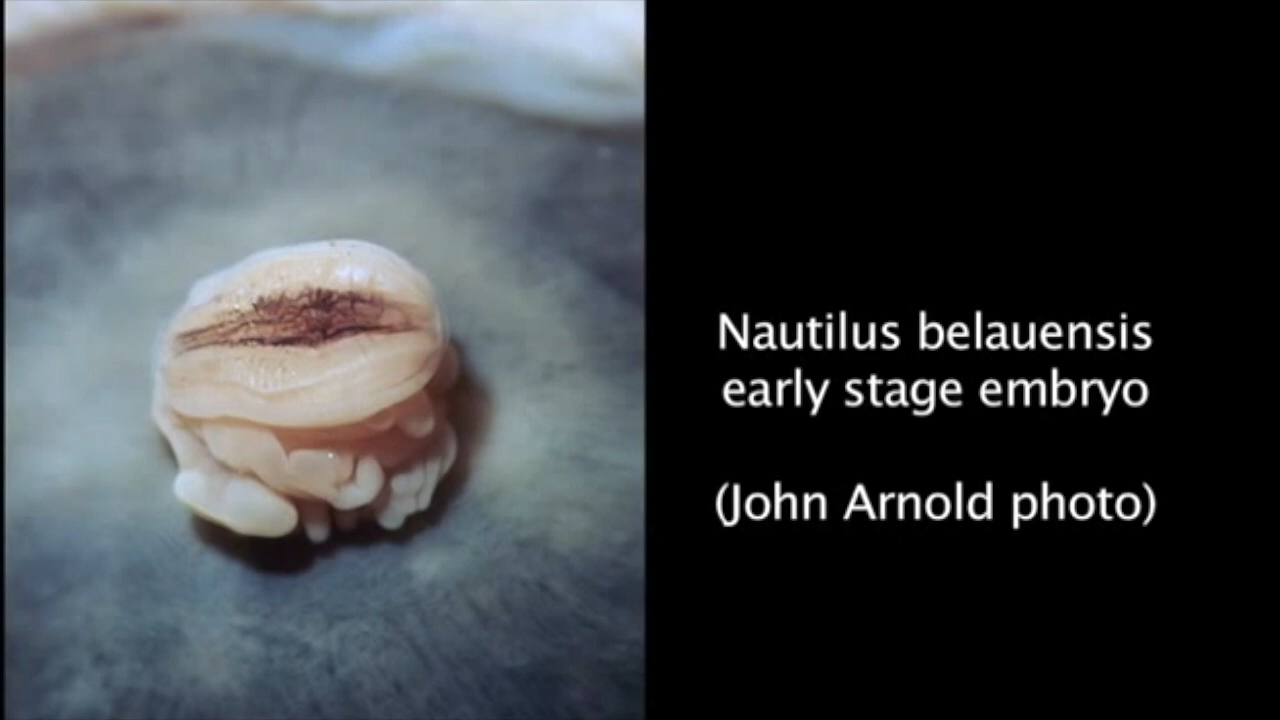 Nautilus belauensis
early stage embryo
(John Arnold photo)